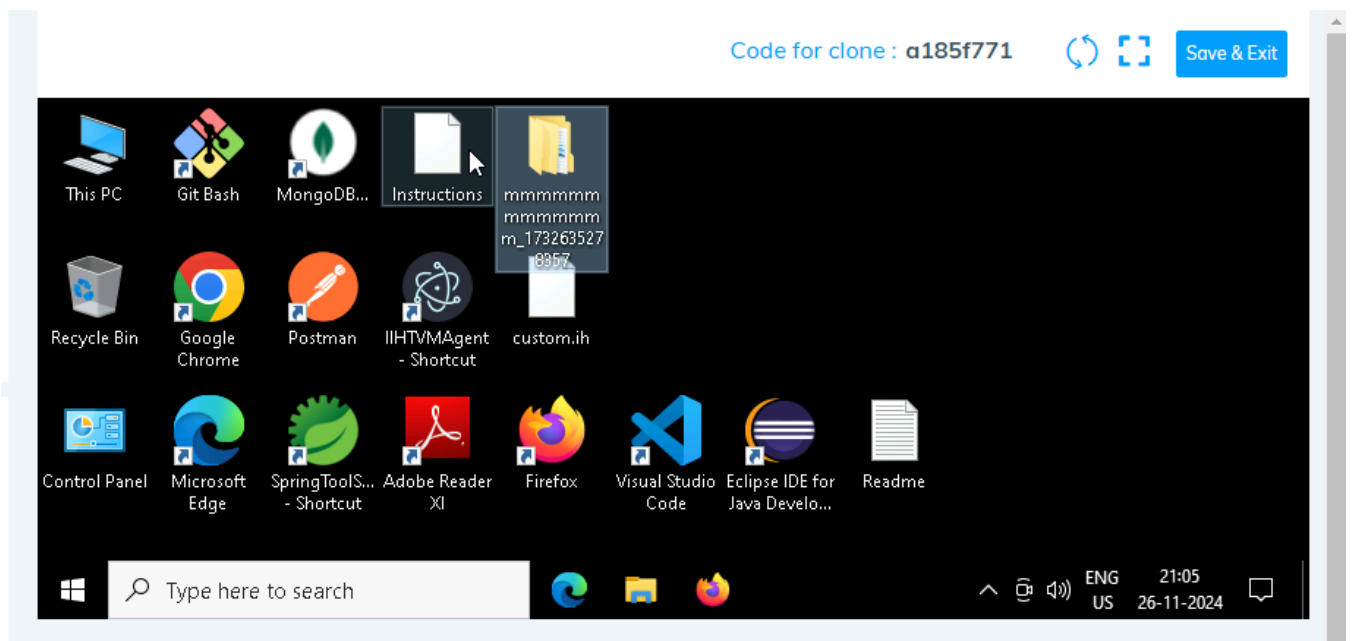 Code for clone : a185f771
Save & Exit
This PC
Git Bash
MongoDB...
Instructions
mmmmmm
mmmmmm
m_173263527
8357
Recycle Bin
Google
Chrome
Postman
IIHTVMAgent
- Shortcut
custom.ih
Control Panel
Microsoft
Edge
SpringToolS...
- Shortcut
Adobe Reader
XI
Firefox
Visual Studio
Code
Eclipse IDE for
Java Develo...
Readme
Type here to search
ENG
US
21:05
26-11-2024